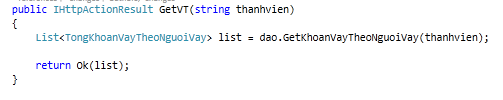 public IHttpActionResult GetVT(string thanhvien)
{
List<TongKhoanVayTheoNguoiVay> list = dao.GetKhoanVayTheoNguoiVay(thanhvien);
return Ok(list);
}